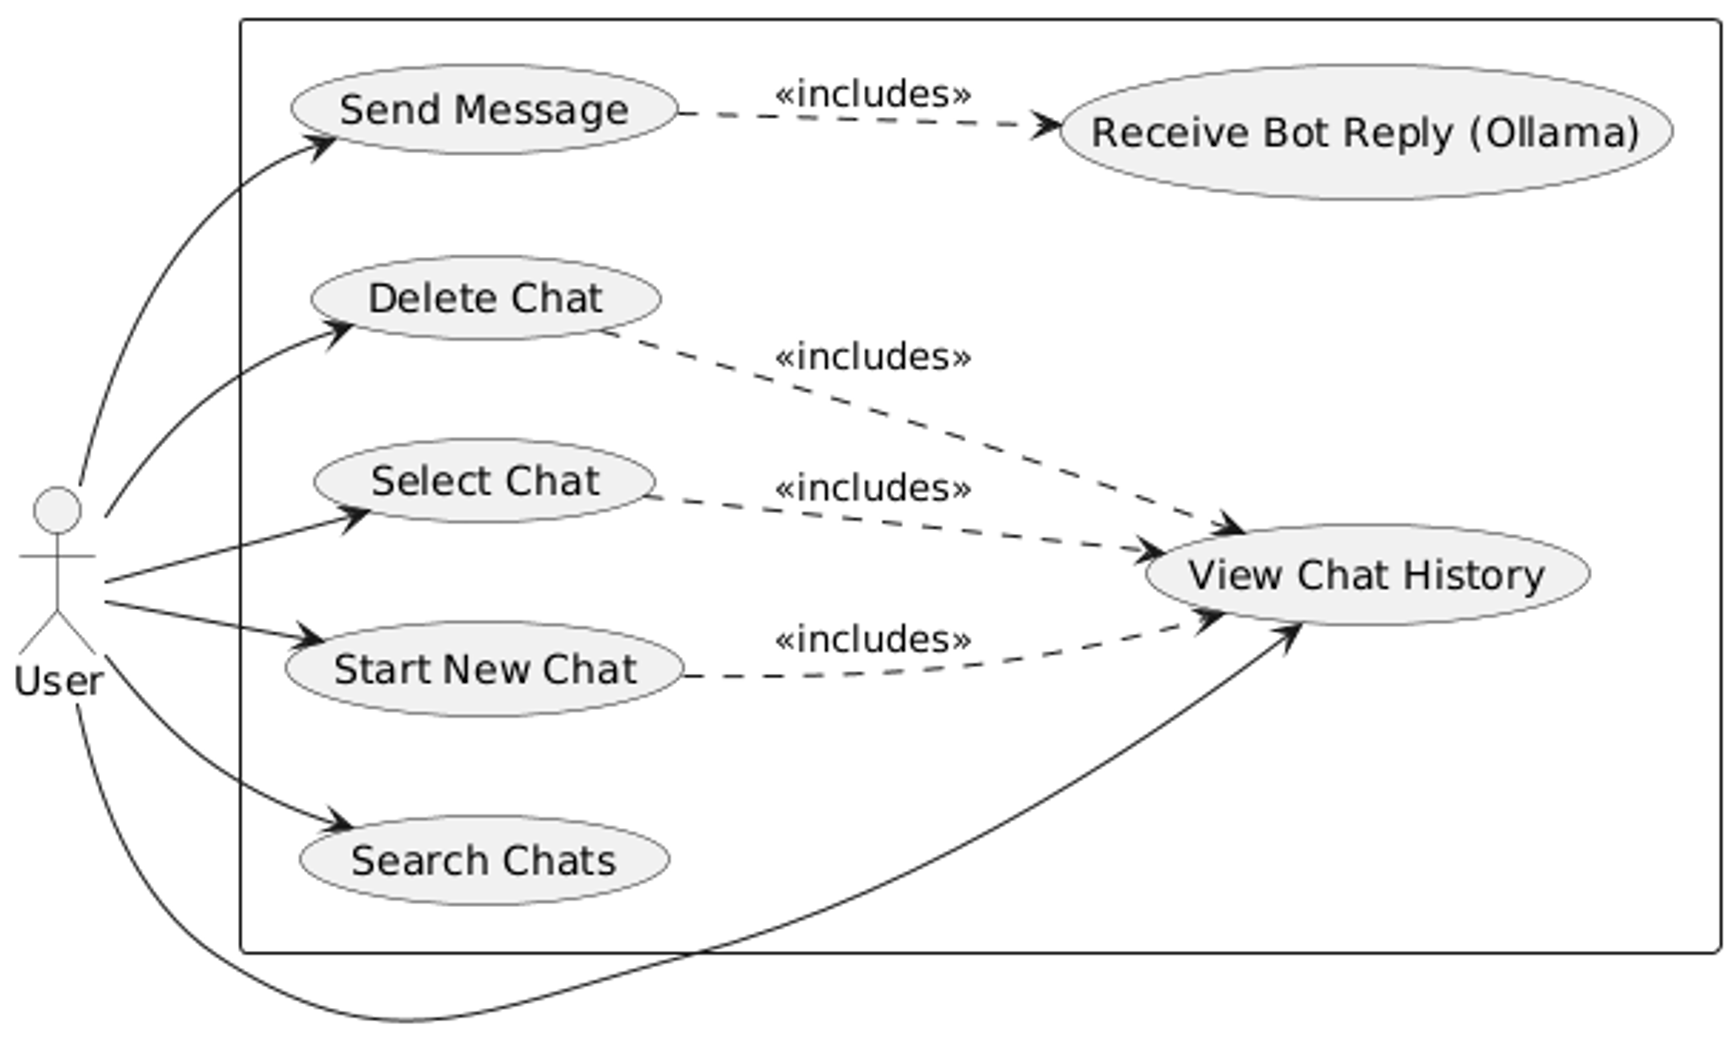 Send Message
«includes»
Receive Bot Reply (Ollama)
Delete Chat
«includes»
Select Chat
«includes»
View Chat History
Start New Chat
«includes»
User
Search Chats